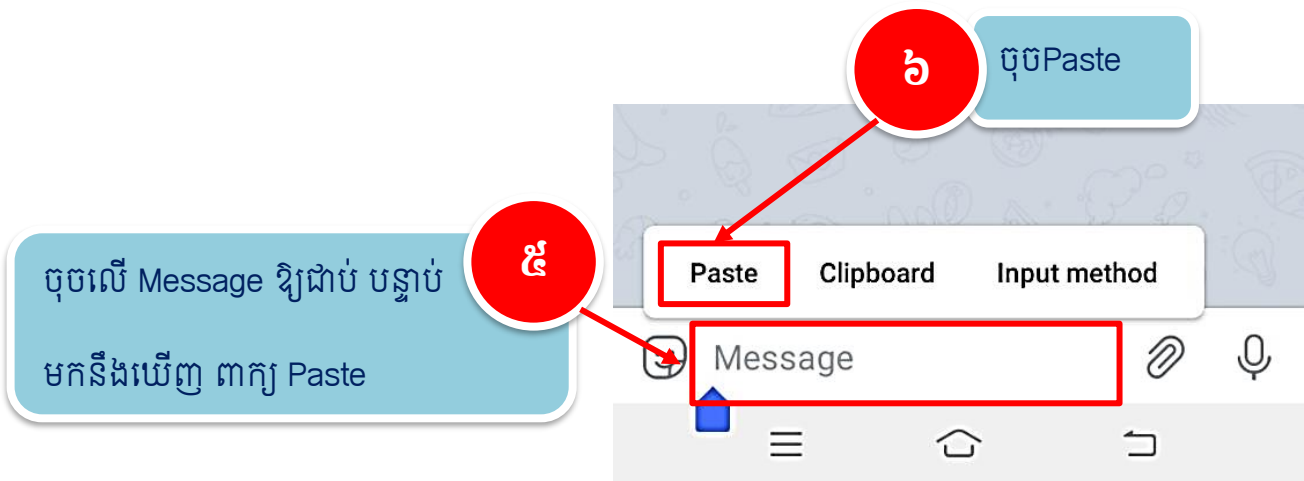 ៦
ចុចPaste
៥
ចុចលើ Message ឱ្យជាប់ បន្ទាប់
មកនឹងឃើញ ពាក្យ Paste
Paste Clipboard Input method
Message